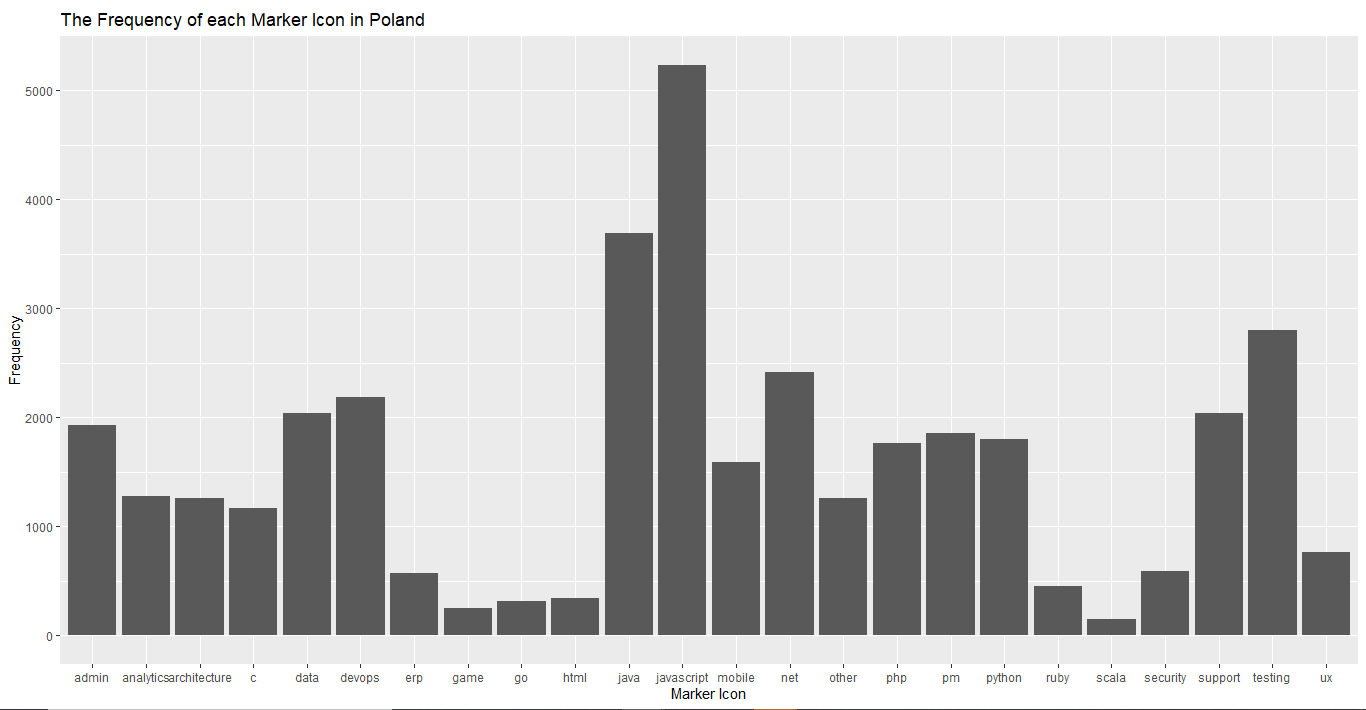 The Frequency of each Marker Icon in Poland
Frequency
5000
4000
3000
2000
1000
0
admin analytics architecture c data devops erp game go html java javascript mobile net other php pm python ruby scala security support testing ux
Marker Icon